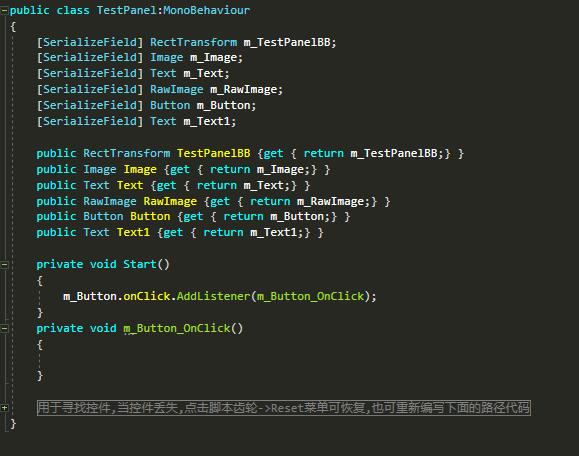 public class TestPanel:MonoBehaviour
{
[SerializeField] RectTransform m_TestPanelBB;
[SerializeField] Image m_Image;
[SerializeField] Text m_Text;
[SerializeField] RawImage m_RawImage;
[SerializeField] Button m_Button;
[SerializeField] Text m_Text1;
public RectTransform TestPanelBB {get { return m_TestPanelBB;} }
public Image Image {get { return m_Image;} }
public Text Text {get { return m_Text;} }
public RawImage RawImage {get { return m_RawImage;} }
public Button Button {get { return m_Button;} }
public Text Text1 {get { return m_Text1;} }
private void Start()
{
m_Button.onClick.AddListener(m_Button_OnClick);
}
private void m_Button_OnClick()
{
}
用于寻找控件,当控件丢失,点击脚本齿轮->Reset菜单可恢复,也可重新编写下面的路径代码
}